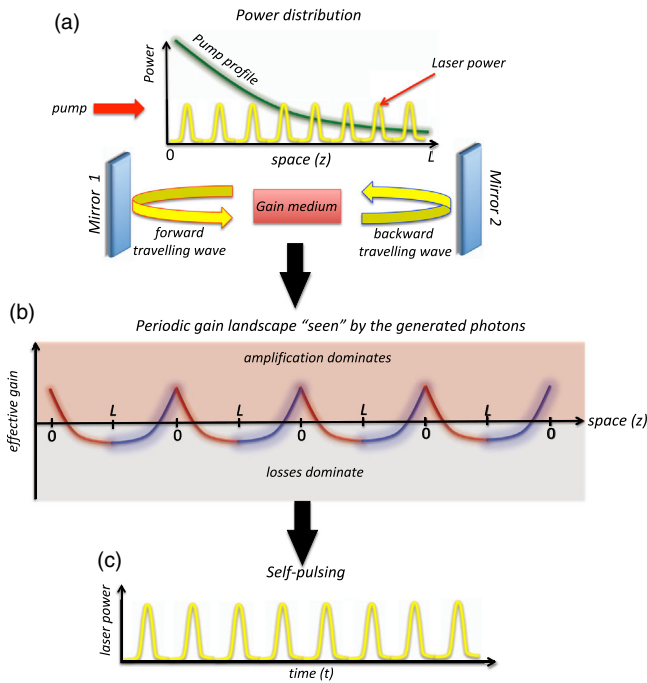 (a)
Power distribution
Power
Pump profile
Laser power
pump
0
space (z)
L
Mirror 1
Gain medium
Mirror 2
forward
travelling wave
backward
travelling wave
(b)
Periodic gain landscape “seen” by the generated photons
amplification dominates
effective gain
L L L L
0 0 0 0 0
space (z)
losses dominate
(c)
Self-pulsing
laser power
time (t)